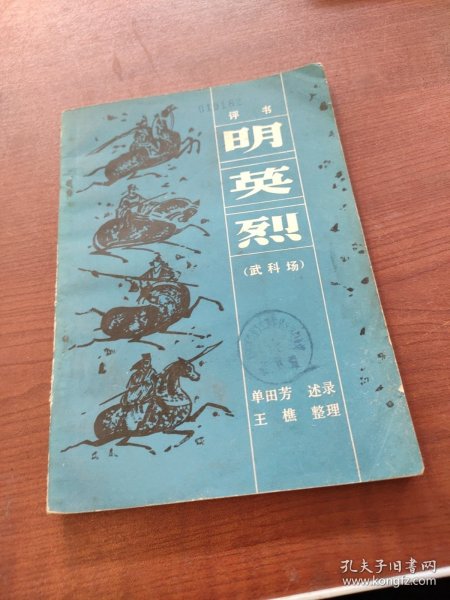 010182
评书
明
英
烈
(武科场)
单田芳 述录
王樵 整理
孔夫子旧书网
www.kongfz.com